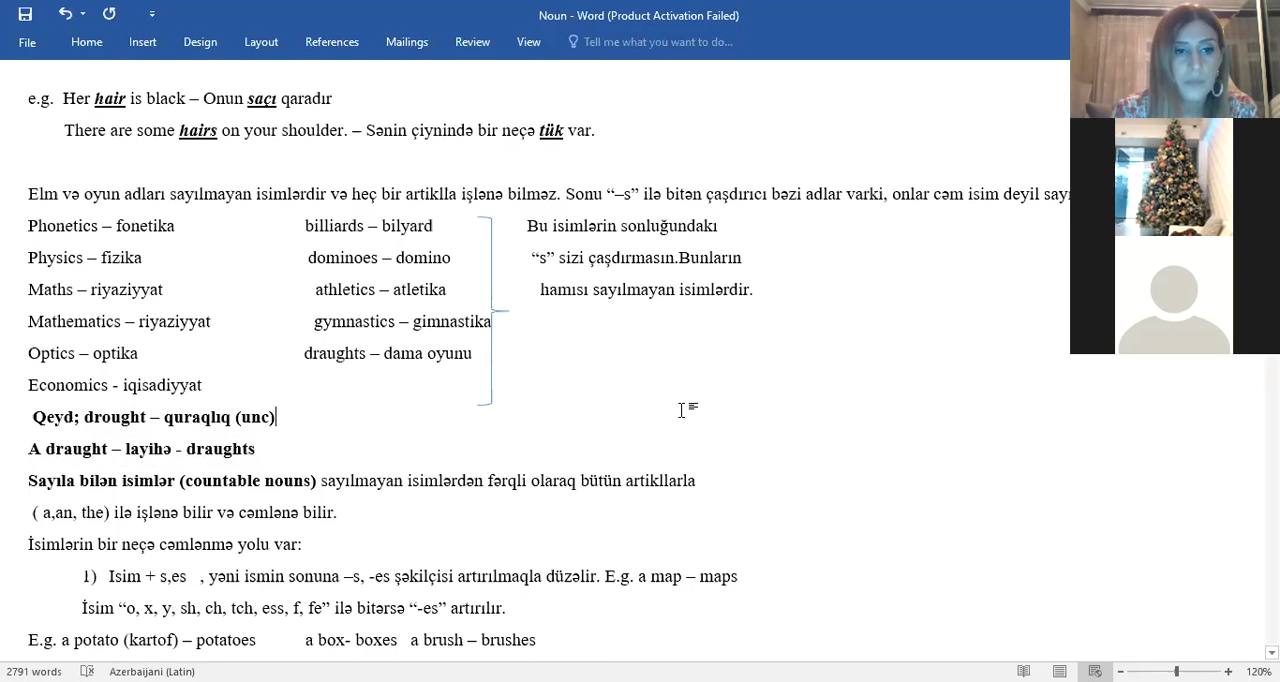 Noun - Word (Product Activation Failed)
File Home Insert Design Layout References Mailings Review View Tell me what you want to do...
e.g. Her hair is black – Onun saçı qaradır
There are some hairs on your shoulder. – Sənin çiynində bir neçə tük var.
Elm və oyun adları sayılmayan isimlərdir və heç bir artiklla işlənə bilməz. Sonu “–s” ilə bitən çaşdırıcı bəzi adlar varki, onlar cəm isim deyil
Phonetics – fonetika billiards – bilyard Bu isimlərin sonluğundakı
Physics – fizika dominoes – domino “s” sizi çaşdırmasın.Bunların
Maths – riyaziyyat athletics – atletika hamısı sayılmayan isimlərdir.
Mathematics – riyaziyyat gymnastics – gimnastika
Optics – optika draughts – dama oyunu
Economics - iqisadiyyat
Qeyd; drought – quraqlıq (unc)
A draught – layihə - draughts
Sayıla bilən isimlər (countable nouns) sayılmayan isimlərdən fərqli olaraq bütün artikllarla
( a,an, the) ilə işlənə bilir və cəmlənə bilir.
İsimlərin bir neçə cəmlənmə yolu var:
1) Isim + s,es , yəni ismin sonuna –s, -es şəkilçisi artırılmaqla düzəlir. E.g. a map – maps
İsim “o, x, y, sh, ch, tch, ess, f, fe” ilə bitərsə “-es” artırılır.
E.g. a potato (kartof) – potatoes a box- boxes a brush – brushes
2791 words Azerbaijani (Latin) 120%